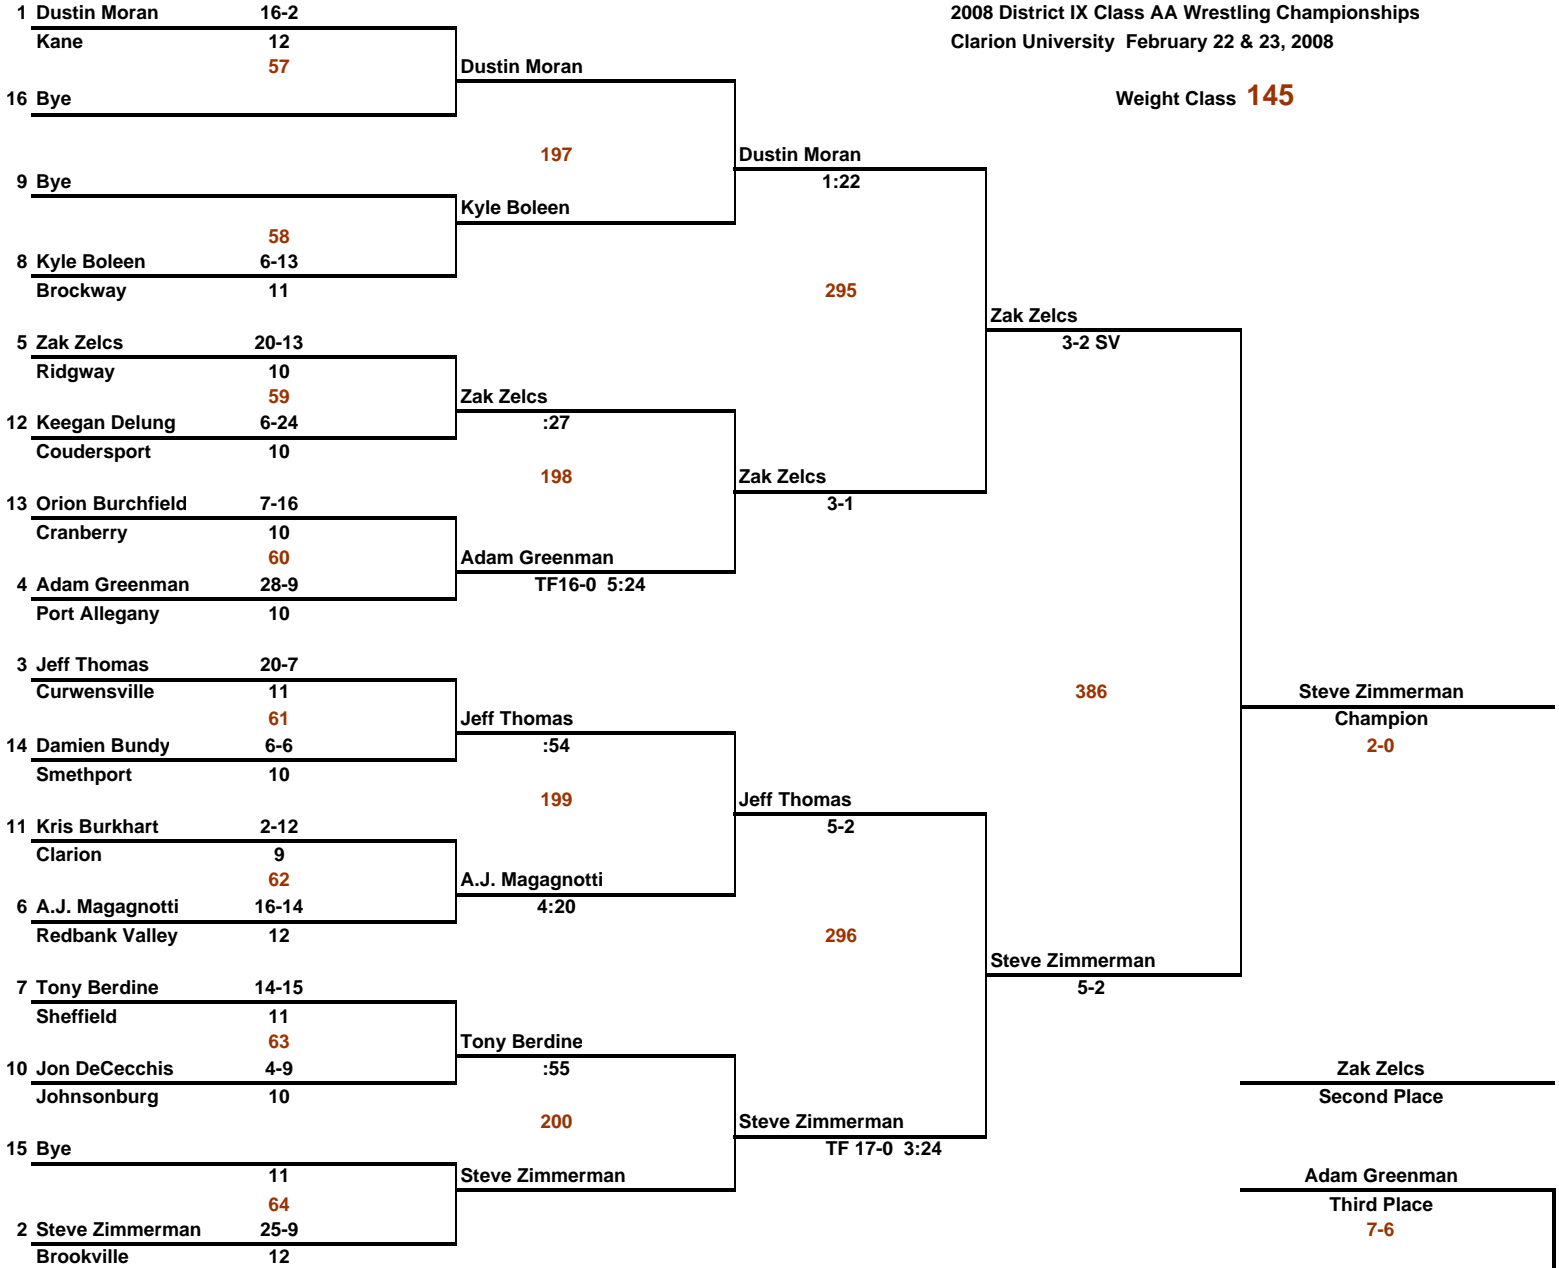 1 Dustin Moran 16-2
2008 District IX Class AA Wrestling Championships
Kane 12
Clarion University February 22 & 23, 2008
57
Dustin Moran
16 Bye
Weight Class 145
197
Dustin Moran
9 Bye
1:22
Kyle Boleen
58
8 Kyle Boleen 6-13
Brockway 11
295
Zak Zelcs
5 Zak Zelcs 20-13
3-2 SV
Ridgway 10
59
Zak Zelcs
12 Keegan Delung 6-24
:27
Coudersport 10
198
Zak Zelcs
13 Orion Burchfield 7-16
3-1
Cranberry 10
60
Adam Greenman
4 Adam Greenman 28-9
TF16-0 5:24
Port Allegany 10
3 Jeff Thomas 20-7
Curwensville 11
386
Steve Zimmerman
61
Jeff Thomas
Champion
14 Damien Bundy 6-6
:54
2-0
Smethport 10
199
Jeff Thomas
11 Kris Burkhart 2-12
5-2
Clarion 9
62
A.J. Magagnotti
6 A.J. Magagnotti 16-14
4:20
Redbank Valley 12
296
Steve Zimmerman
7 Tony Berdine 14-15
5-2
Sheffield 11
63
Tony Berdine
10 Jon DeCecchis 4-9
:55
Zak Zelcs
Johnsonburg 10
Second Place
200
Steve Zimmerman
15 Bye
TF 17-0 3:24
11
Steve Zimmerman
Adam Greenman
64
Third Place
2 Steve Zimmerman 25-9
7-6
Brookville 12